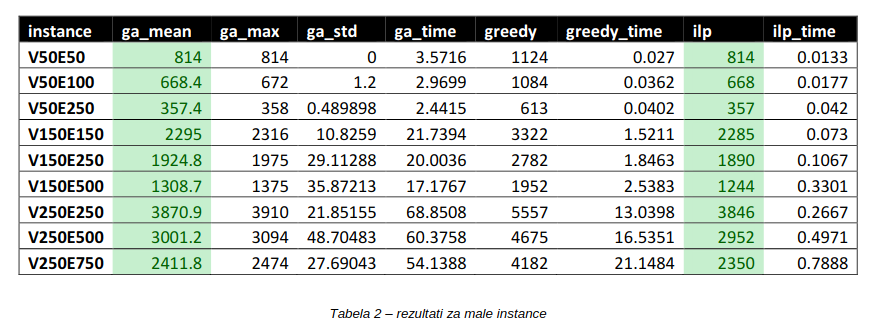 instance ga_mean ga_max ga_std ga_time greedy greedy_time ilp ilp_time
V50E50 814 814 0 3.5716 1124 0.027 814 0.0133
V50E100 668.4 672 1.2 2.9699 1084 0.0362 668 0.0177
V50E250 357.4 358 0.489898 2.4415 613 0.0402 357 0.042
V150E150 2295 2316 10.8259 21.7394 3322 1.5211 2285 0.073
V150E250 1924.8 1975 29.11288 20.0036 2782 1.8463 1890 0.1067
V150E500 1308.7 1375 35.87213 17.1767 1952 2.5383 1244 0.3301
V250E250 3870.9 3910 21.85155 68.8508 5557 13.0398 3846 0.2667
V250E500 3001.2 3094 48.70483 60.3758 4675 16.5351 2952 0.4971
V250E750 2411.8 2474 27.69043 54.1388 4182 21.1484 2350 0.7888
Tabela 2 – rezultati za male instance